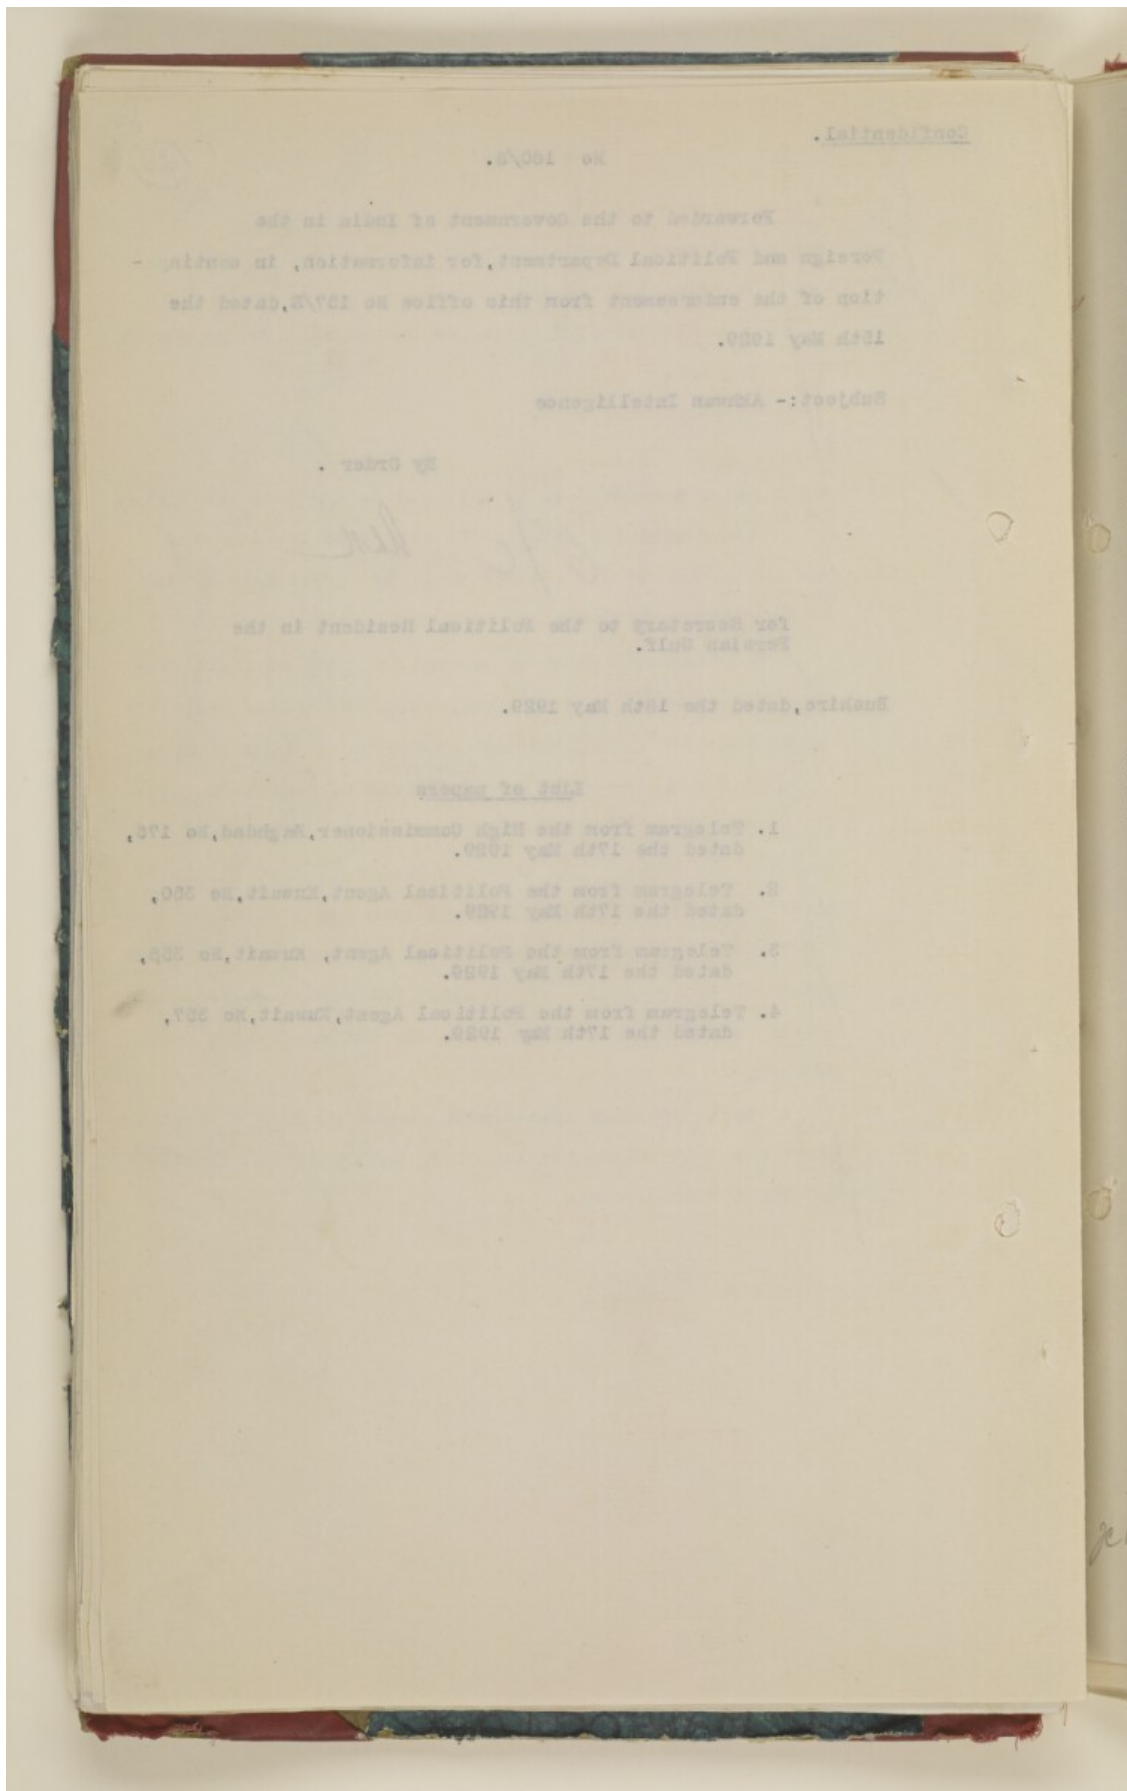 Confidential.
No 160/S.
Forwarded to the Government of India in the
Foreign and Political Department,for information, in contin -
tion of the endorsement from this office No 157/S,dated the
15th May 1929.
Subject:- Akhwan Intelligence
By Order .
for Secretary to the Political Resident in the
Persian Gulf.
Bushire,dated the 18th May 1929.
List of papers
1. Telegram from the High Commissioner,Baghdad,No
dated the 17th May 1929.
2. Telegram from the Political Agent,Kuwait,No 350,
dated the 17th May 1929.
3. Telegram from the Political Agent, Kuwait,No
dated the 17th May 1929.
4. Telegram from the Political Agent,Kuwait,No 357,
dated the 17th May 1929.